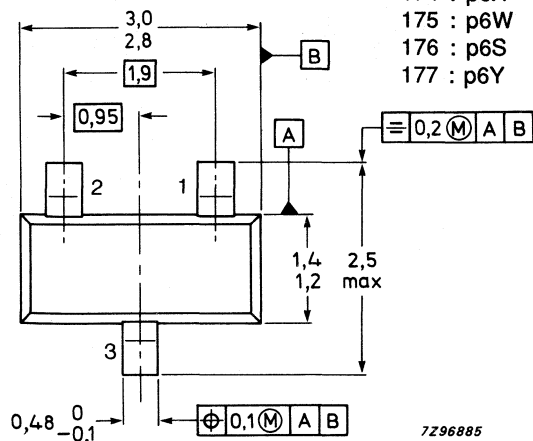 3,0
2,8
175 : p6W
B
176 : p6S
1,9
177 : p6Y
0,95
A
⌯ 0,2 Ⓜ A B
2
1
1,4
1,2
2,5
max
3
0,48 0
−0,1
⌖ 0,1 Ⓜ A B
7Z96885